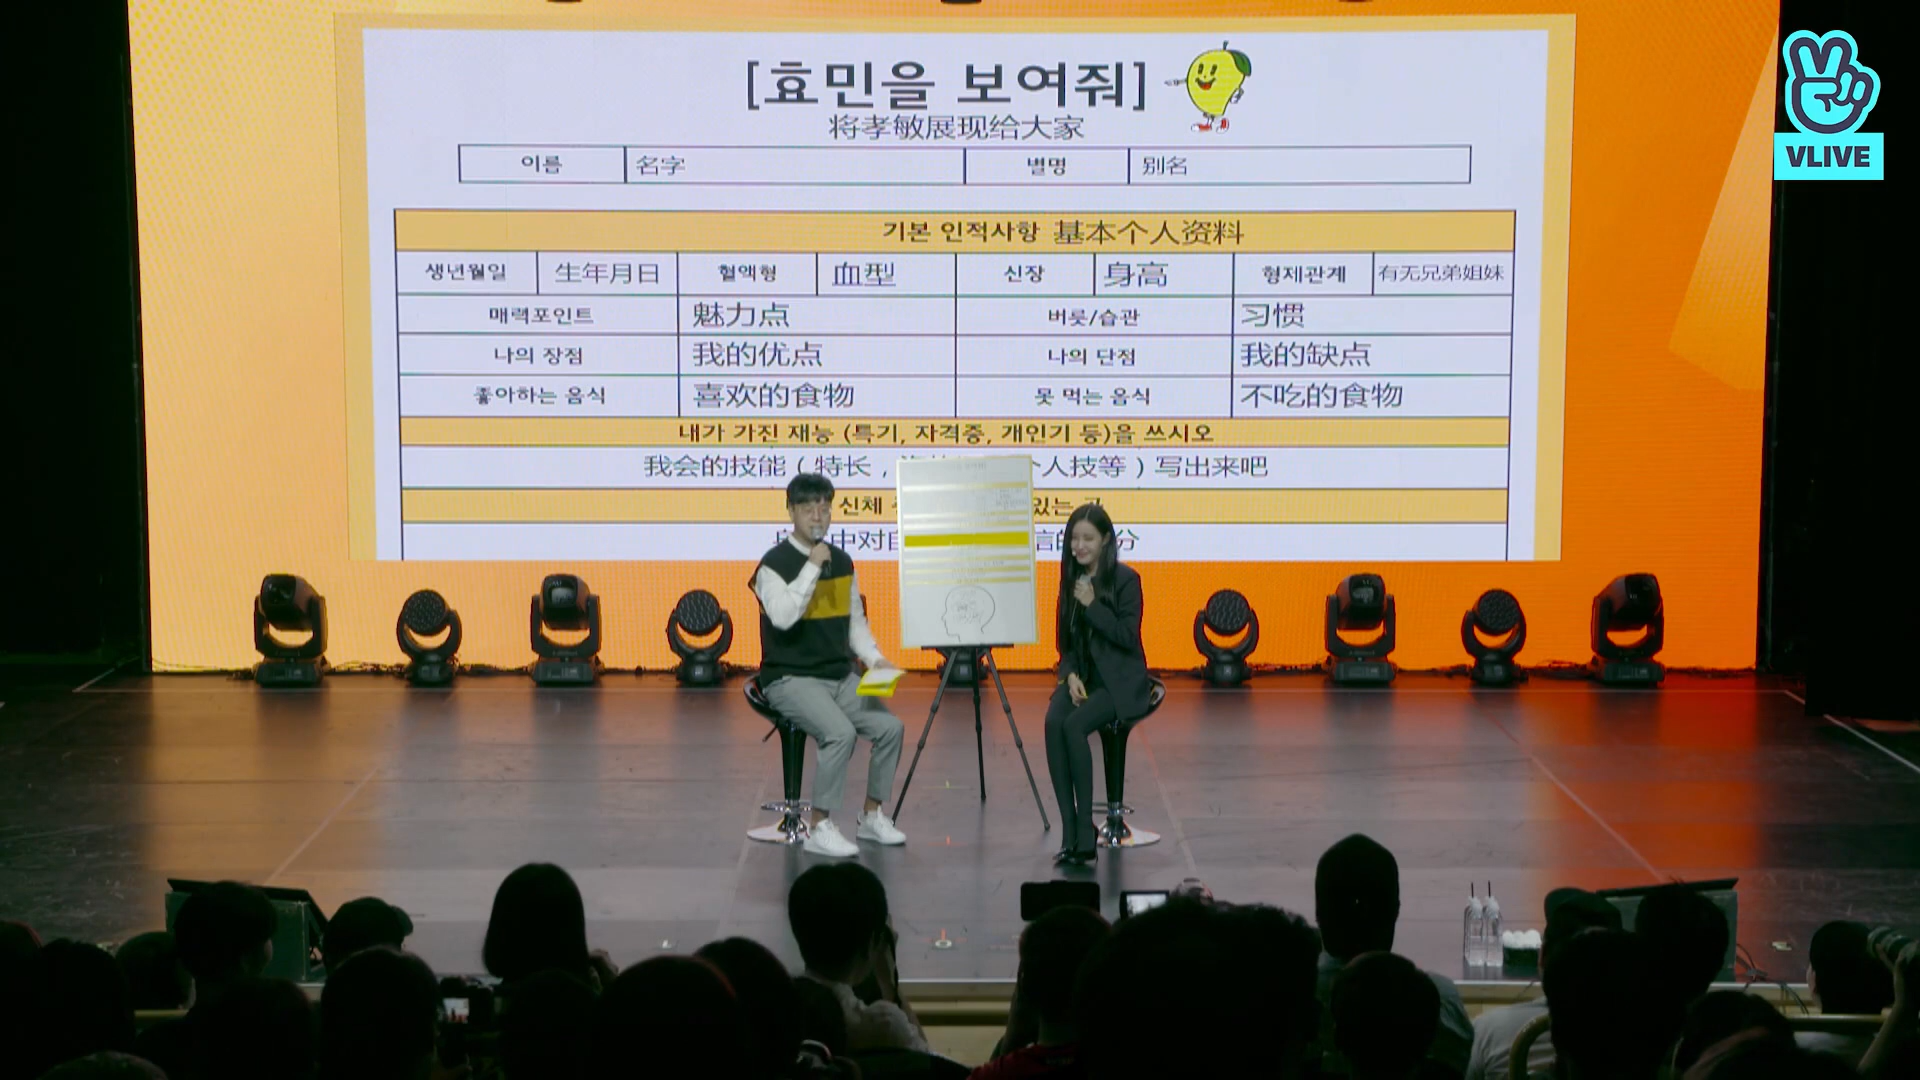 [효민을 보여줘]
将孝敏展现给大家
VLIVE
이름 名字 별명 别名
기본 인적사항 基本个人资料
생년월일 生年月日 혈액형 血型 신장 身高 형제관계 有无兄弟姐妹
매력포인트 魅力点 버릇/습관 习惯
나의 장점 我的优点 나의 단점 我的缺点
좋아하는 음식 喜欢的食物 못 먹는 음식 不吃的食物
내가 가진 재능 (특기, 자격증, 개인기 등)을 쓰시오
我会的技能（特长， 人技等）写出来吧
신체 있는
中对